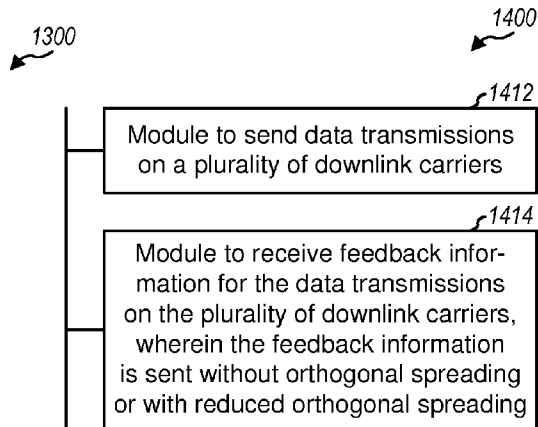 1300
1400
1412
Module to send data transmissions
on a plurality of downlink carriers
1414
Module to receive feedback infor-
mation for the data transmissions
on the plurality of downlink carriers,
wherein the feedback information
is sent without orthogonal spreading
or with reduced orthogonal spreading